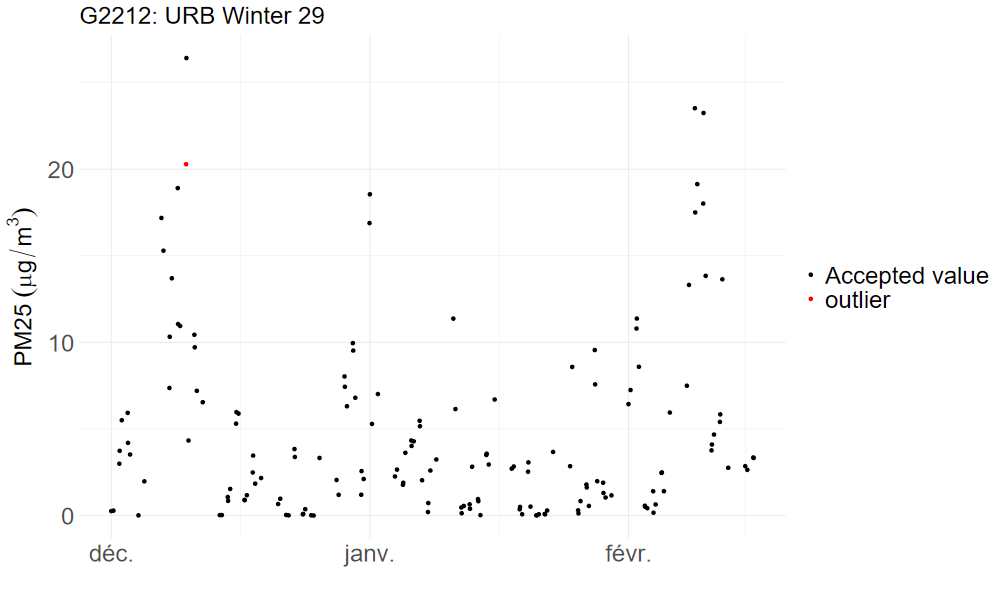 G2212: URB Winter 29
PM25 (μg/m³)
20
10
0
déc.
janv.
févr.
Accepted value
outlier